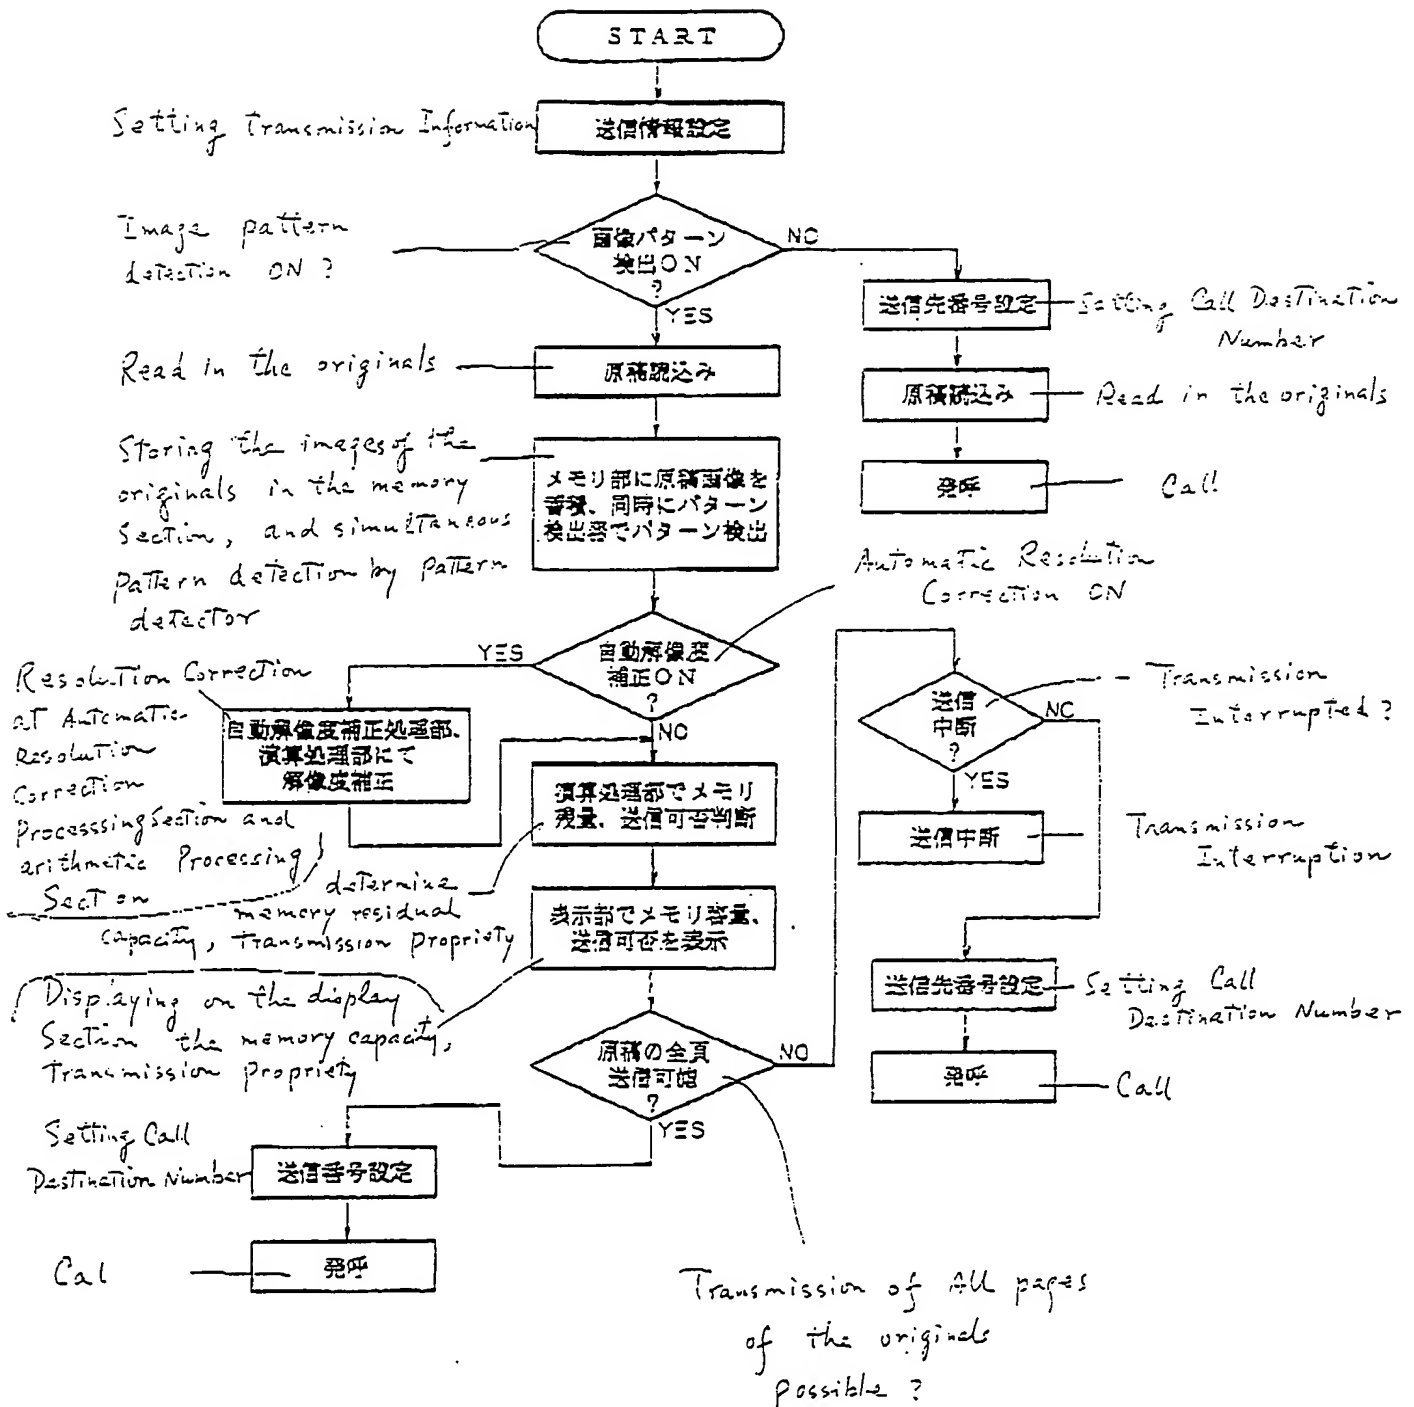 START
Setting Transmission Information
送信情報設定
Image pattern
detection ON ?
画像パターン
検出ON
?
NO
YES
送信先番号設定
Setting Call Destination
Number
Read in the originals
原稿読込み
原稿読込み
Read in the originals
Storing the images of the
originals in the memory
Section, and simultaneous
pattern detection by pattern
detector
メモリ部に原稿画像を
蓄積、同時にパターン
検出器でパターン検出
発呼
Call
Automatic Resolution
Correction ON
自動解像度
補正ON
?
YES
NO
Resolution Correction
at Automatic
Resolution
Correction
Processsing Section and
arithmetic Processing
Section
自動解像度補正処理部、
演算処理部にて
解像度補正
送信
中断
?
NO
YES
Transmission
Interrupted ?
演算処理部でメモリ
残量、送信可否判断
determine
memory residual
capacity, Transmission propriety
送信中断
Transmission
Interruption
表示部でメモリ容量、
送信可否を表示
Displaying on the display
Section the memory capacity,
Transmission Propriety
送信先番号設定
Setting Call
Destination Number
原稿の全頁
送信可能
?
NO
YES
発呼
Call
Setting Call
Destination Number
送信番号設定
Cal
発呼
Transmission of All pages
of the originals
possible ?